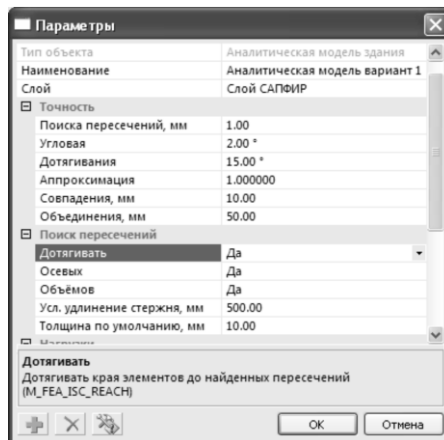 Параметры
Тип объекта Аналитическая модель здания
Наименование Аналитическая модель вариант 1
Слой Слой САПФИР
Точность
Поиска пересечений, мм 1.00
Угловая 2.00 °
Дотягивания 15.00 °
Аппроксимация 1.000000
Совпадения, мм 10.00
Объединения, мм 50.00
Поиск пересечений
Дотягивать Да
Осевых Да
Объёмов Да
Усл. удлинение стержня, мм 500.00
Толщина по умолчанию, мм 10.00
Нагрузки
Дотягивать
Дотягивать края элементов до найденных пересечений
(M_FEA_ISC_REACH)
ОК Отмена